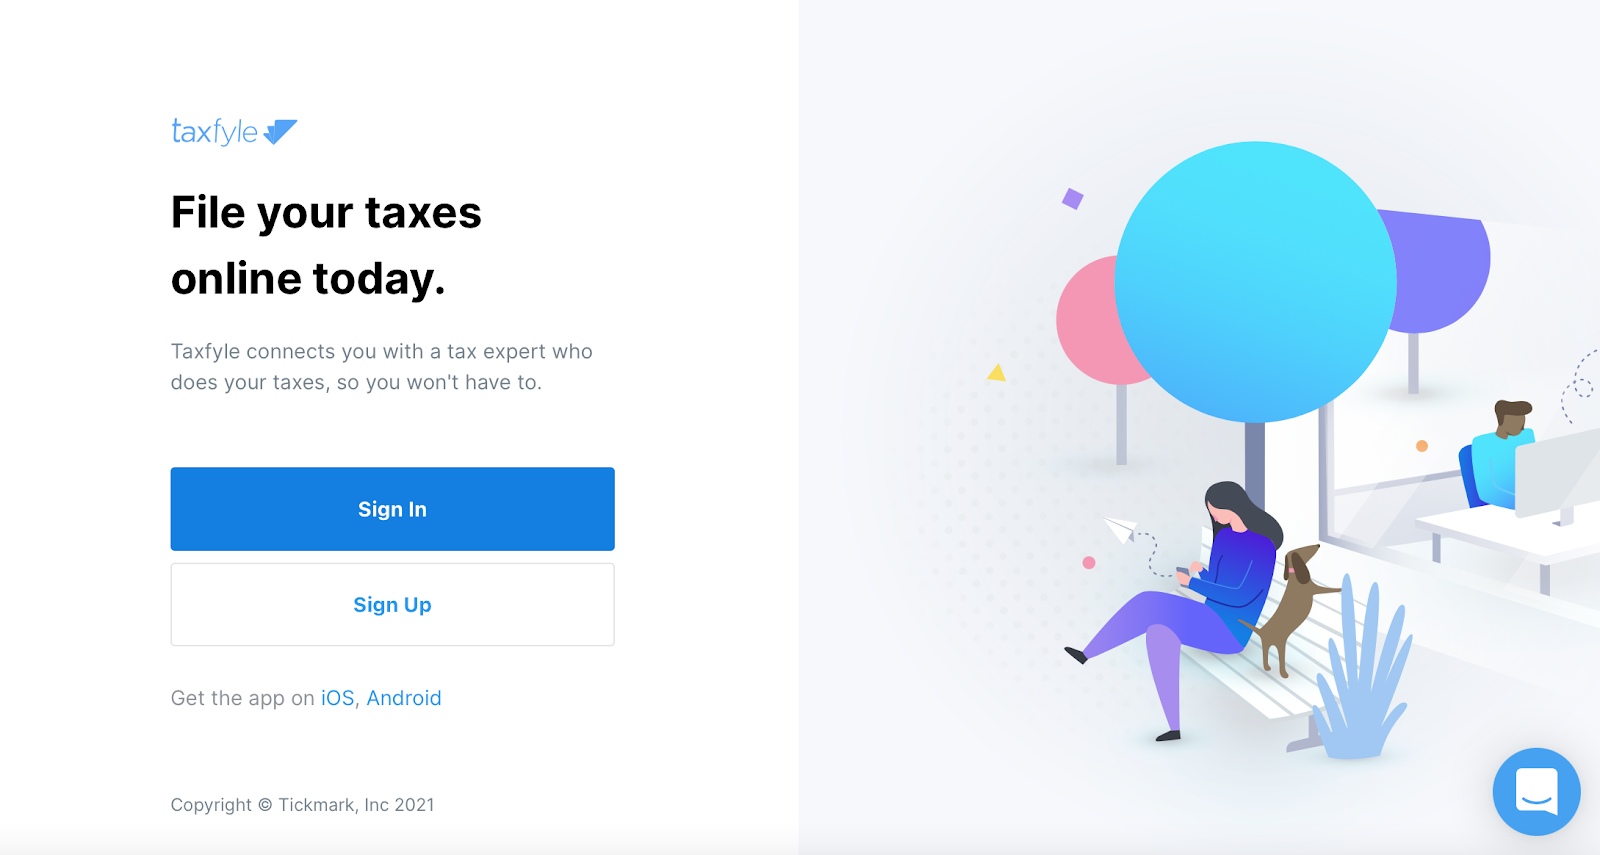 taxfyle
File your taxes
online today.
Taxfyle connects you with a tax expert who
does your taxes, so you won't have to.
Sign In
Sign Up
Get the app on iOS, Android
Copyright © Tickmark, Inc 2021